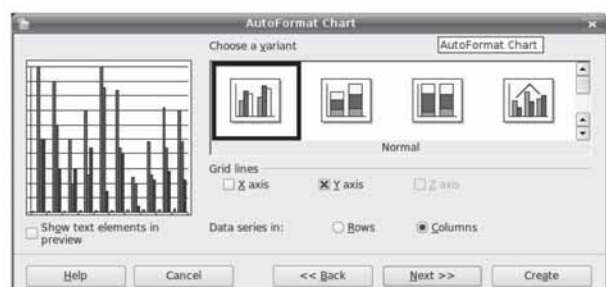 AutoFormat Chart
Choose a variant
AutoFormat Chart
Normal
Grid lines
X axis
Y axis
Z axis
Show text elements in
preview
Data series in:
Rows
Columns
Help
Cancel
<< Back
Next >>
Create